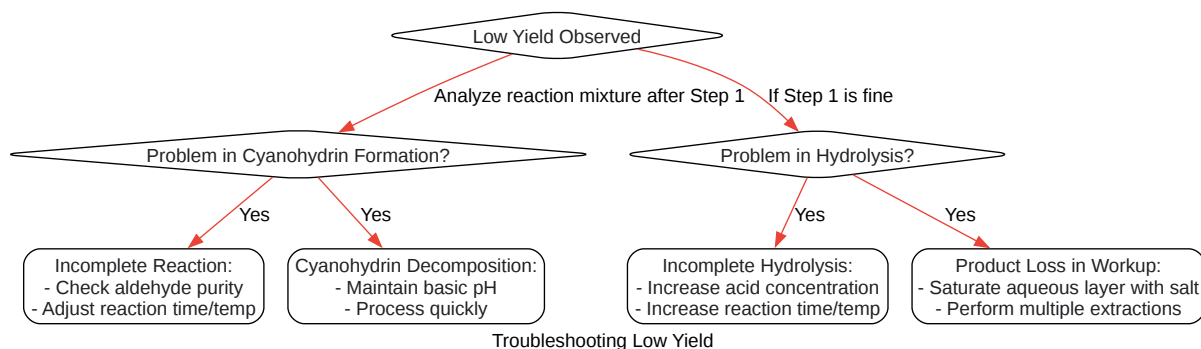 Low Yield Observed
Analyze reaction mixture after Step 1
If Step 1 is fine
Problem in Cyanohydrin Formation?
Problem in Hydrolysis?
Yes
Yes
Yes
Yes
Incomplete Reaction:
- Check aldehyde purity
- Adjust reaction time/temp
Cyanohydrin Decomposition:
- Maintain basic pH
- Process quickly
Incomplete Hydrolysis:
- Increase acid concentration
- Increase reaction time/temp
Product Loss in Workup:
- Saturate aqueous layer with salt
- Perform multiple extractions
Troubleshooting Low Yield